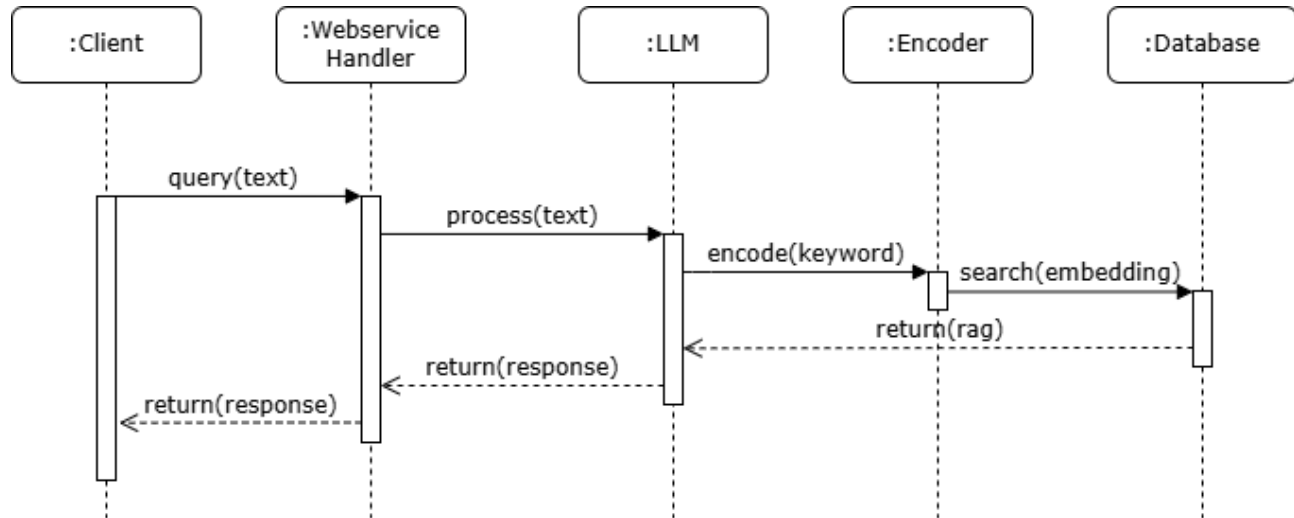 :Client
:Webservice
Handler
:LLM
:Encoder
:Database
query(text)
process(text)
encode(keyword)
search(embedding)
return(rag)
return(response)
return(response)